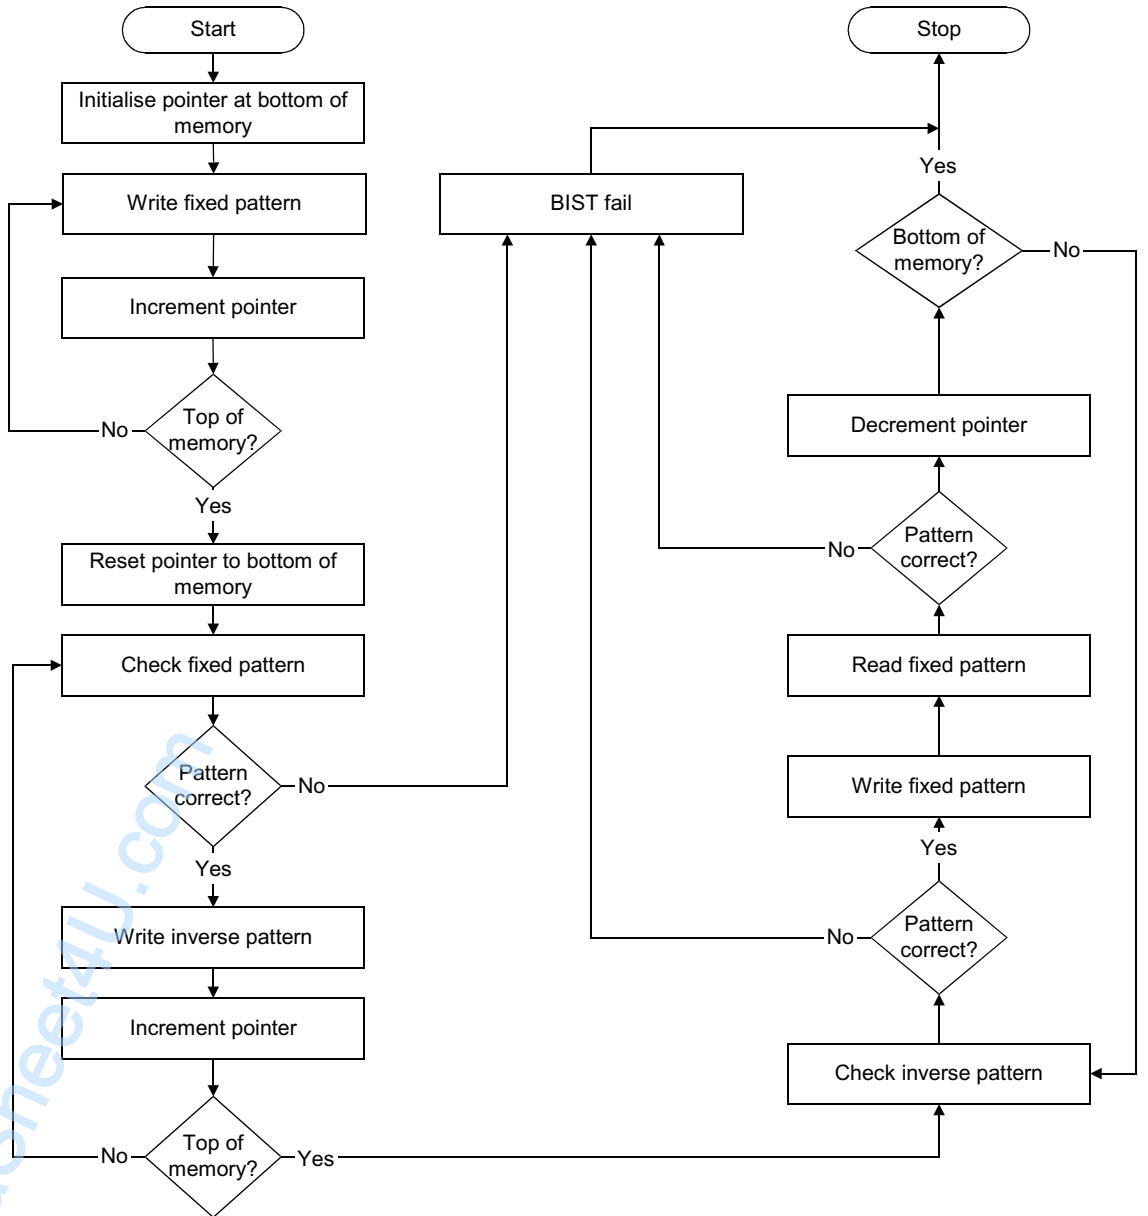 Start
Initialise pointer at bottom of
memory
Write fixed pattern
Increment pointer
Top of
memory?
No
Yes
Reset pointer to bottom of
memory
Check fixed pattern
Pattern
correct?
No
Yes
Write inverse pattern
Increment pointer
Top of
memory?
No
Yes
BIST fail
Stop
Yes
Bottom of
memory?
No
Decrement pointer
Pattern
correct?
No
Read fixed pattern
Write fixed pattern
Yes
Pattern
correct?
No
Check inverse pattern